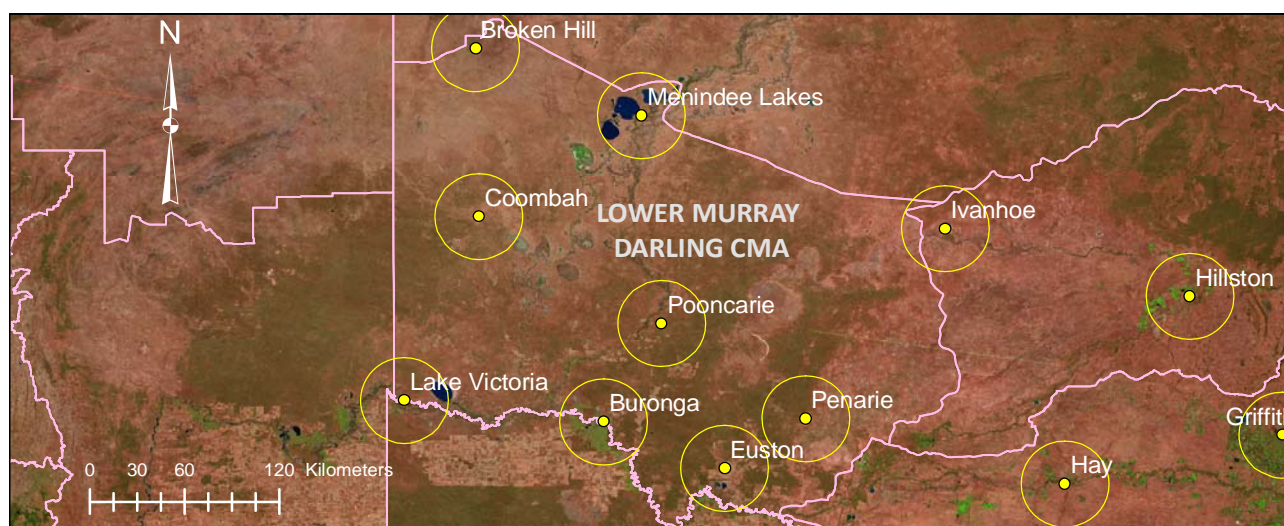 Broken Hill
N
Menindee Lakes
Coombah
LOWER MURRAY
DARLING CMA
Ivanhoe
Hillston
Pooncarie
Lake Victoria
Buronga
Penarie
Griffith
Euston
Hay
0 30 60 120 Kilometers